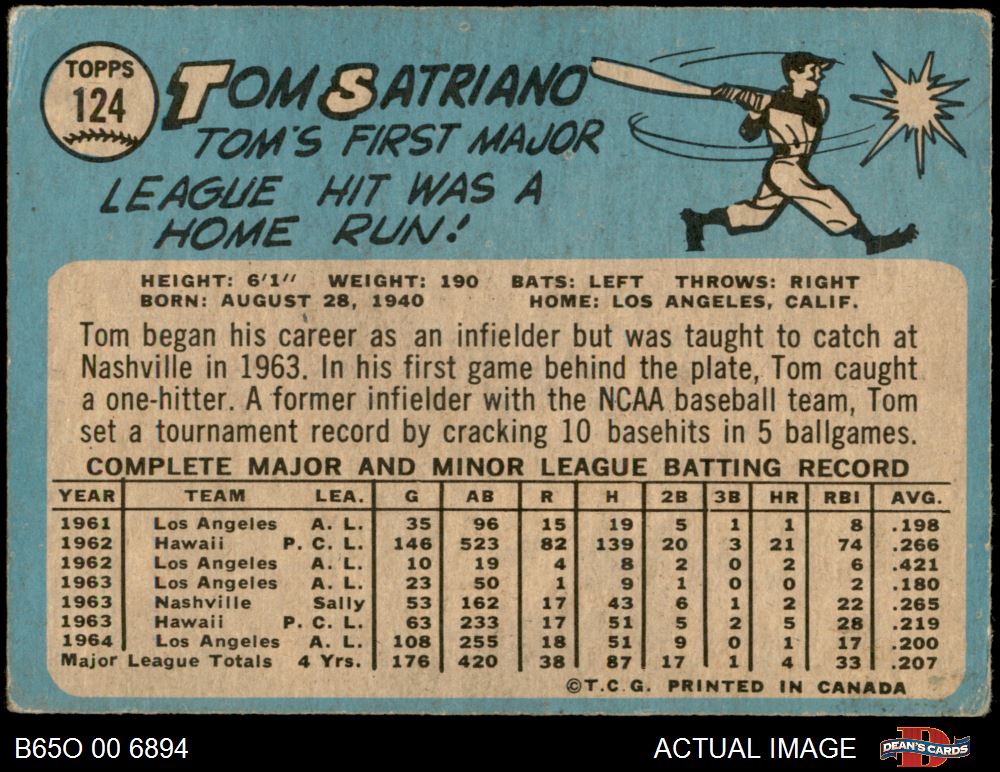 TOPPS
124
TOM SATRIANO
TOM'S FIRST MAJOR
LEAGUE HIT WAS A
HOME RUN!
HEIGHT: 6'1" WEIGHT: 190 BATS: LEFT THROWS: RIGHT
BORN: AUGUST 28, 1940 HOME: LOS ANGELES, CALIF.
Tom began his career as an infielder but was taught to catch at
Nashville in 1963. In his first game behind the plate, Tom caught
a one-hitter. A former infielder with the NCAA baseball team, Tom
set a tournament record by cracking 10 basehits in 5 ballgames.
COMPLETE MAJOR AND MINOR LEAGUE BATTING RECORD
YEAR TEAM LEA. G AB R H 2B 3B HR RBI AVG.
1961 Los Angeles A. L. 35 96 15 19 5 1 1 8 .198
1962 Hawaii P. C. L. 146 523 82 139 20 3 21 74 .266
1962 Los Angeles A. L. 10 19 4 8 2 0 2 6 .421
1963 Los Angeles A. L. 23 50 1 9 1 0 0 2 .180
1963 Nashville Sally 53 162 17 43 6 1 2 22 .265
1963 Hawaii P. C. L. 63 233 17 51 5 2 5 28 .219
1964 Los Angeles A. L. 108 255 18 51 9 0 1 17 .200
Major League Totals 4 Yrs. 176 420 38 87 17 1 4 33 .207
©T.C.G. PRINTED IN CANADA
B65O 00 6894 ACTUAL IMAGE DEAN'S CARDS